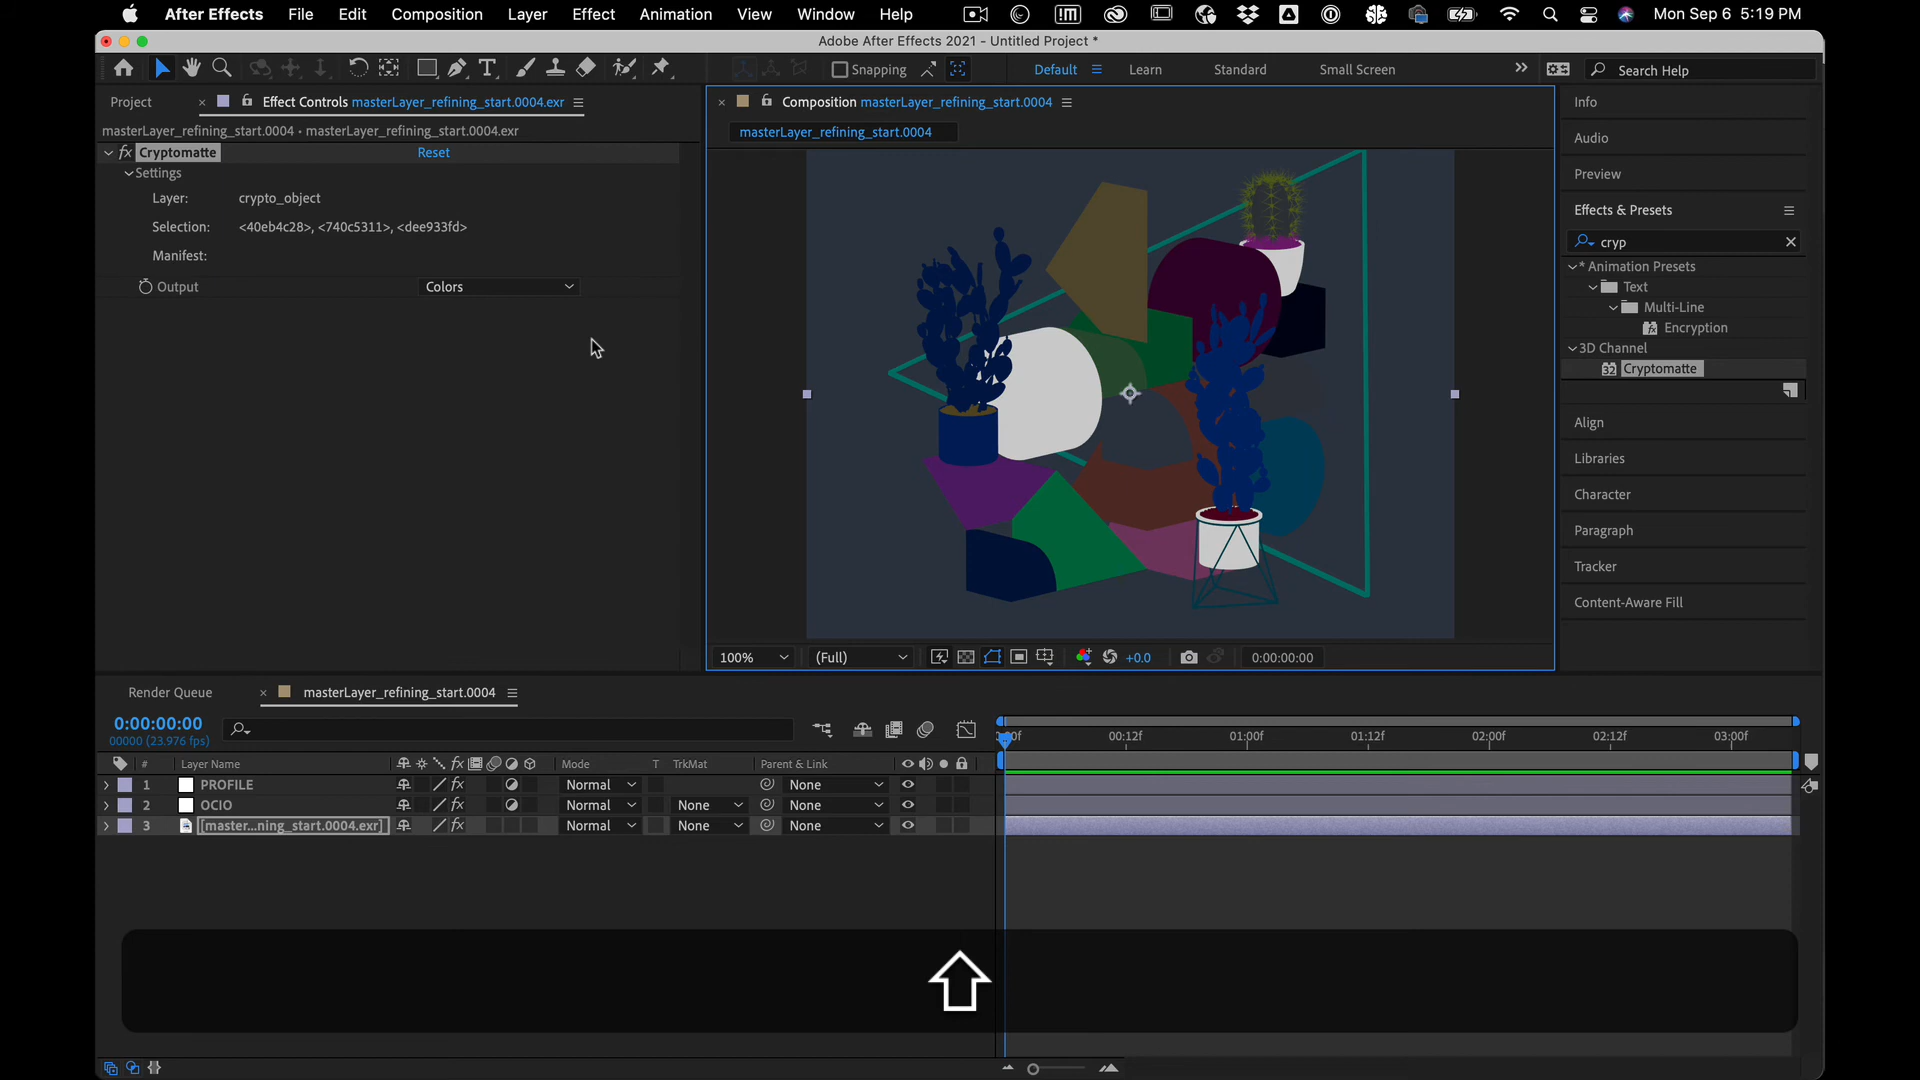 After Effects File Edit Composition Layer Effect Animation View Window Help Mon Sep 6 5:19 PM
Adobe After Effects 2021 - Untitled Project *
Snapping Default Learn Standard Small Screen Search Help
Project Effect Controls masterLayer_refining_start.0004.exr
masterLayer_refining_start.0004 • masterLayer_refining_start.0004.exr
fx Cryptomatte Reset
Settings
Layer: crypto_object
Selection: <40eb4c28>, <740c5311>, <dee933fd>
Manifest:
Output Colors
Composition masterLayer_refining_start.0004
masterLayer_refining_start.0004
100% (Full) +0.0 0:00:00:00
Info
Audio
Preview
Effects & Presets
cryp
* Animation Presets
Text
Multi-Line
Encryption
3D Channel
32 Cryptomatte
Align
Libraries
Character
Paragraph
Tracker
Content-Aware Fill
Render Queue masterLayer_refining_start.0004
0:00:00:00
00000 (23.976 fps)
:00f 00:12f 01:00f 01:12f 02:00f 02:12f 03:00f
# Layer Name fx Mode T TrkMat Parent & Link
1 PROFILE fx Normal None
2 OCIO fx Normal None None
3 [master...ning_start.0004.exr] fx Normal None None